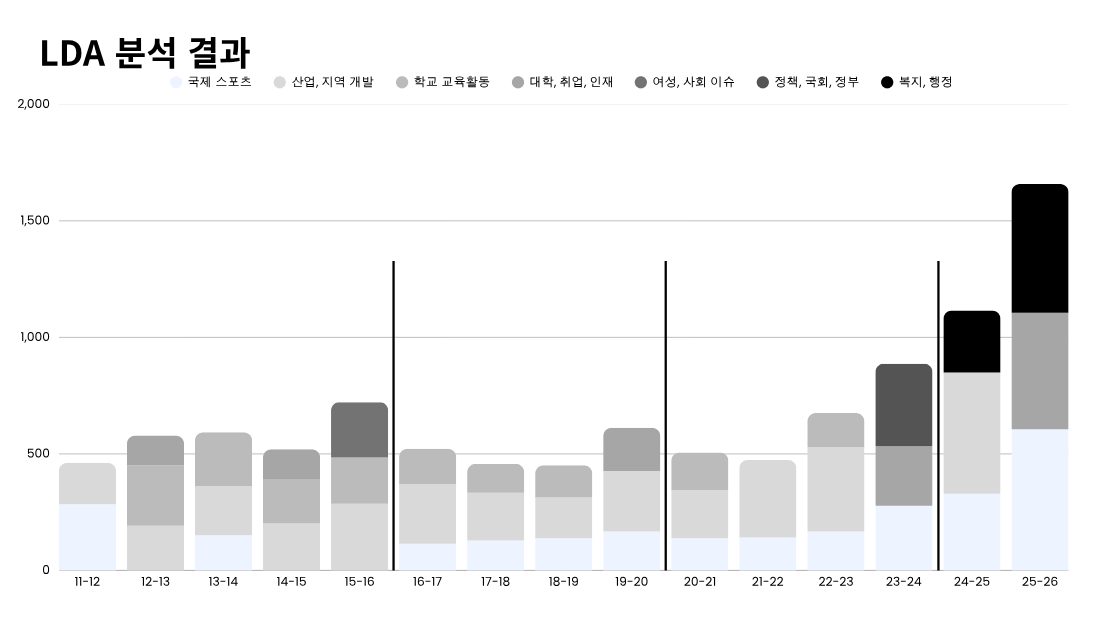 LDA 분석 결과
국제 스포츠 산업, 지역 개발 학교 교육활동 대학, 취업, 인재 여성, 사회 이슈 정책, 국회, 정부 복지, 행정
2,000
1,500
1,000
500
0
11-12 12-13 13-14 14-15 15-16 16-17 17-18 18-19 19-20 20-21 21-22 22-23 23-24 24-25 25-26